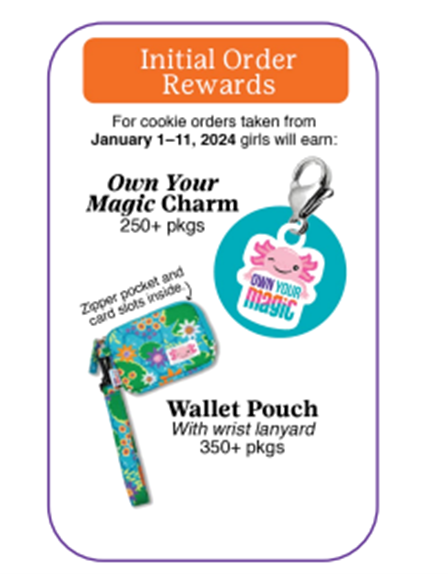 Initial Order
Rewards
For cookie orders taken from
January 1–11, 2024 girls will earn:
Own Your
Magic Charm
250+ pkgs
OWN YOUR
magic
Zipper pocket and
card slots inside.
Wallet Pouch
With wrist lanyard
350+ pkgs